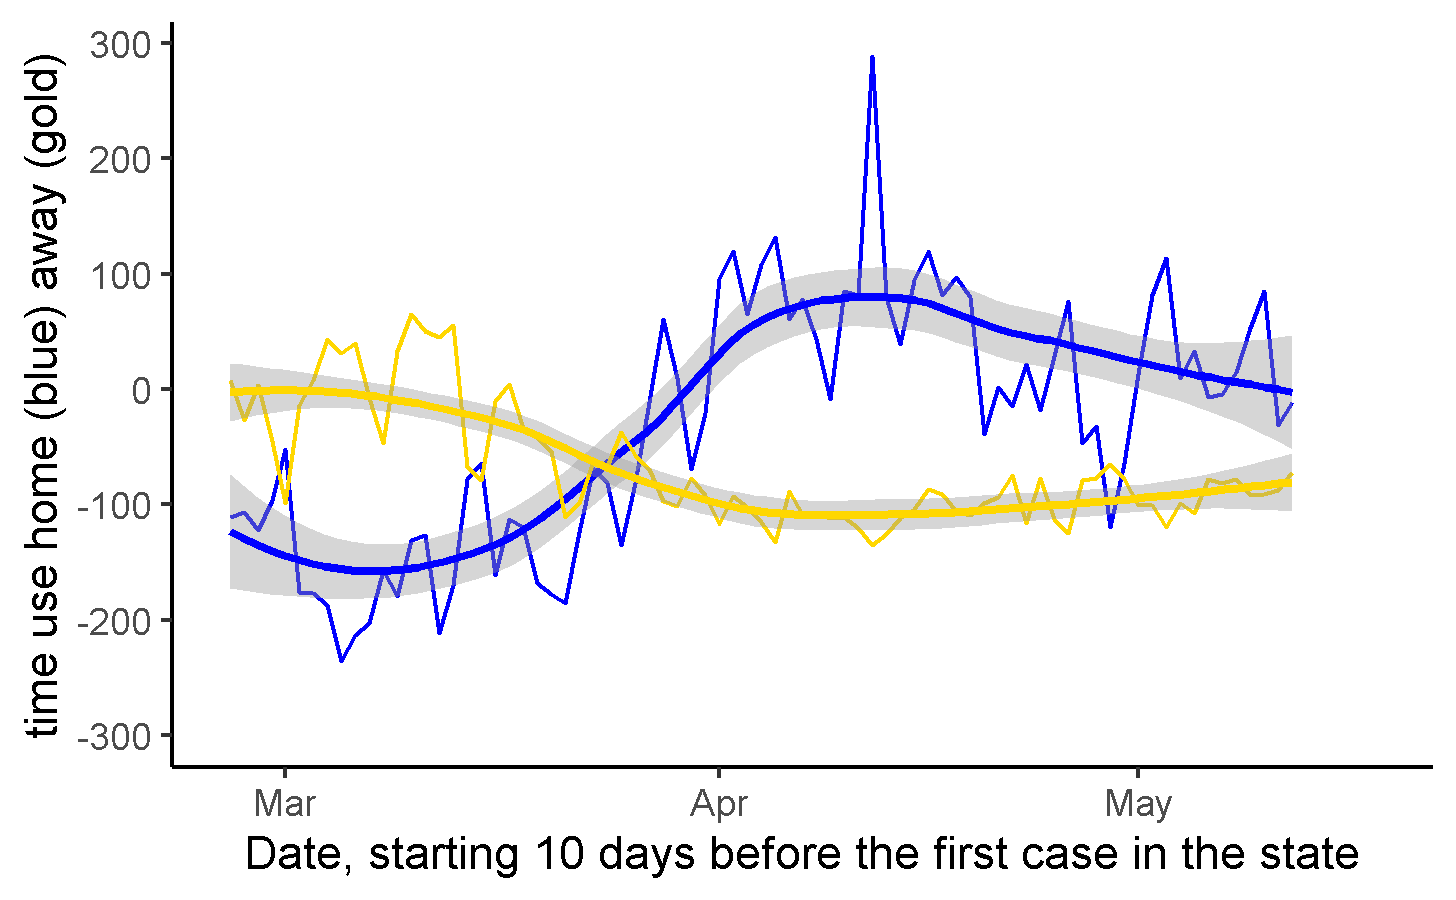 time use home (blue) away (gold)
300
200
100
0
-100
-200
-300
Mar Apr May
Date, starting 10 days before the first case in the state